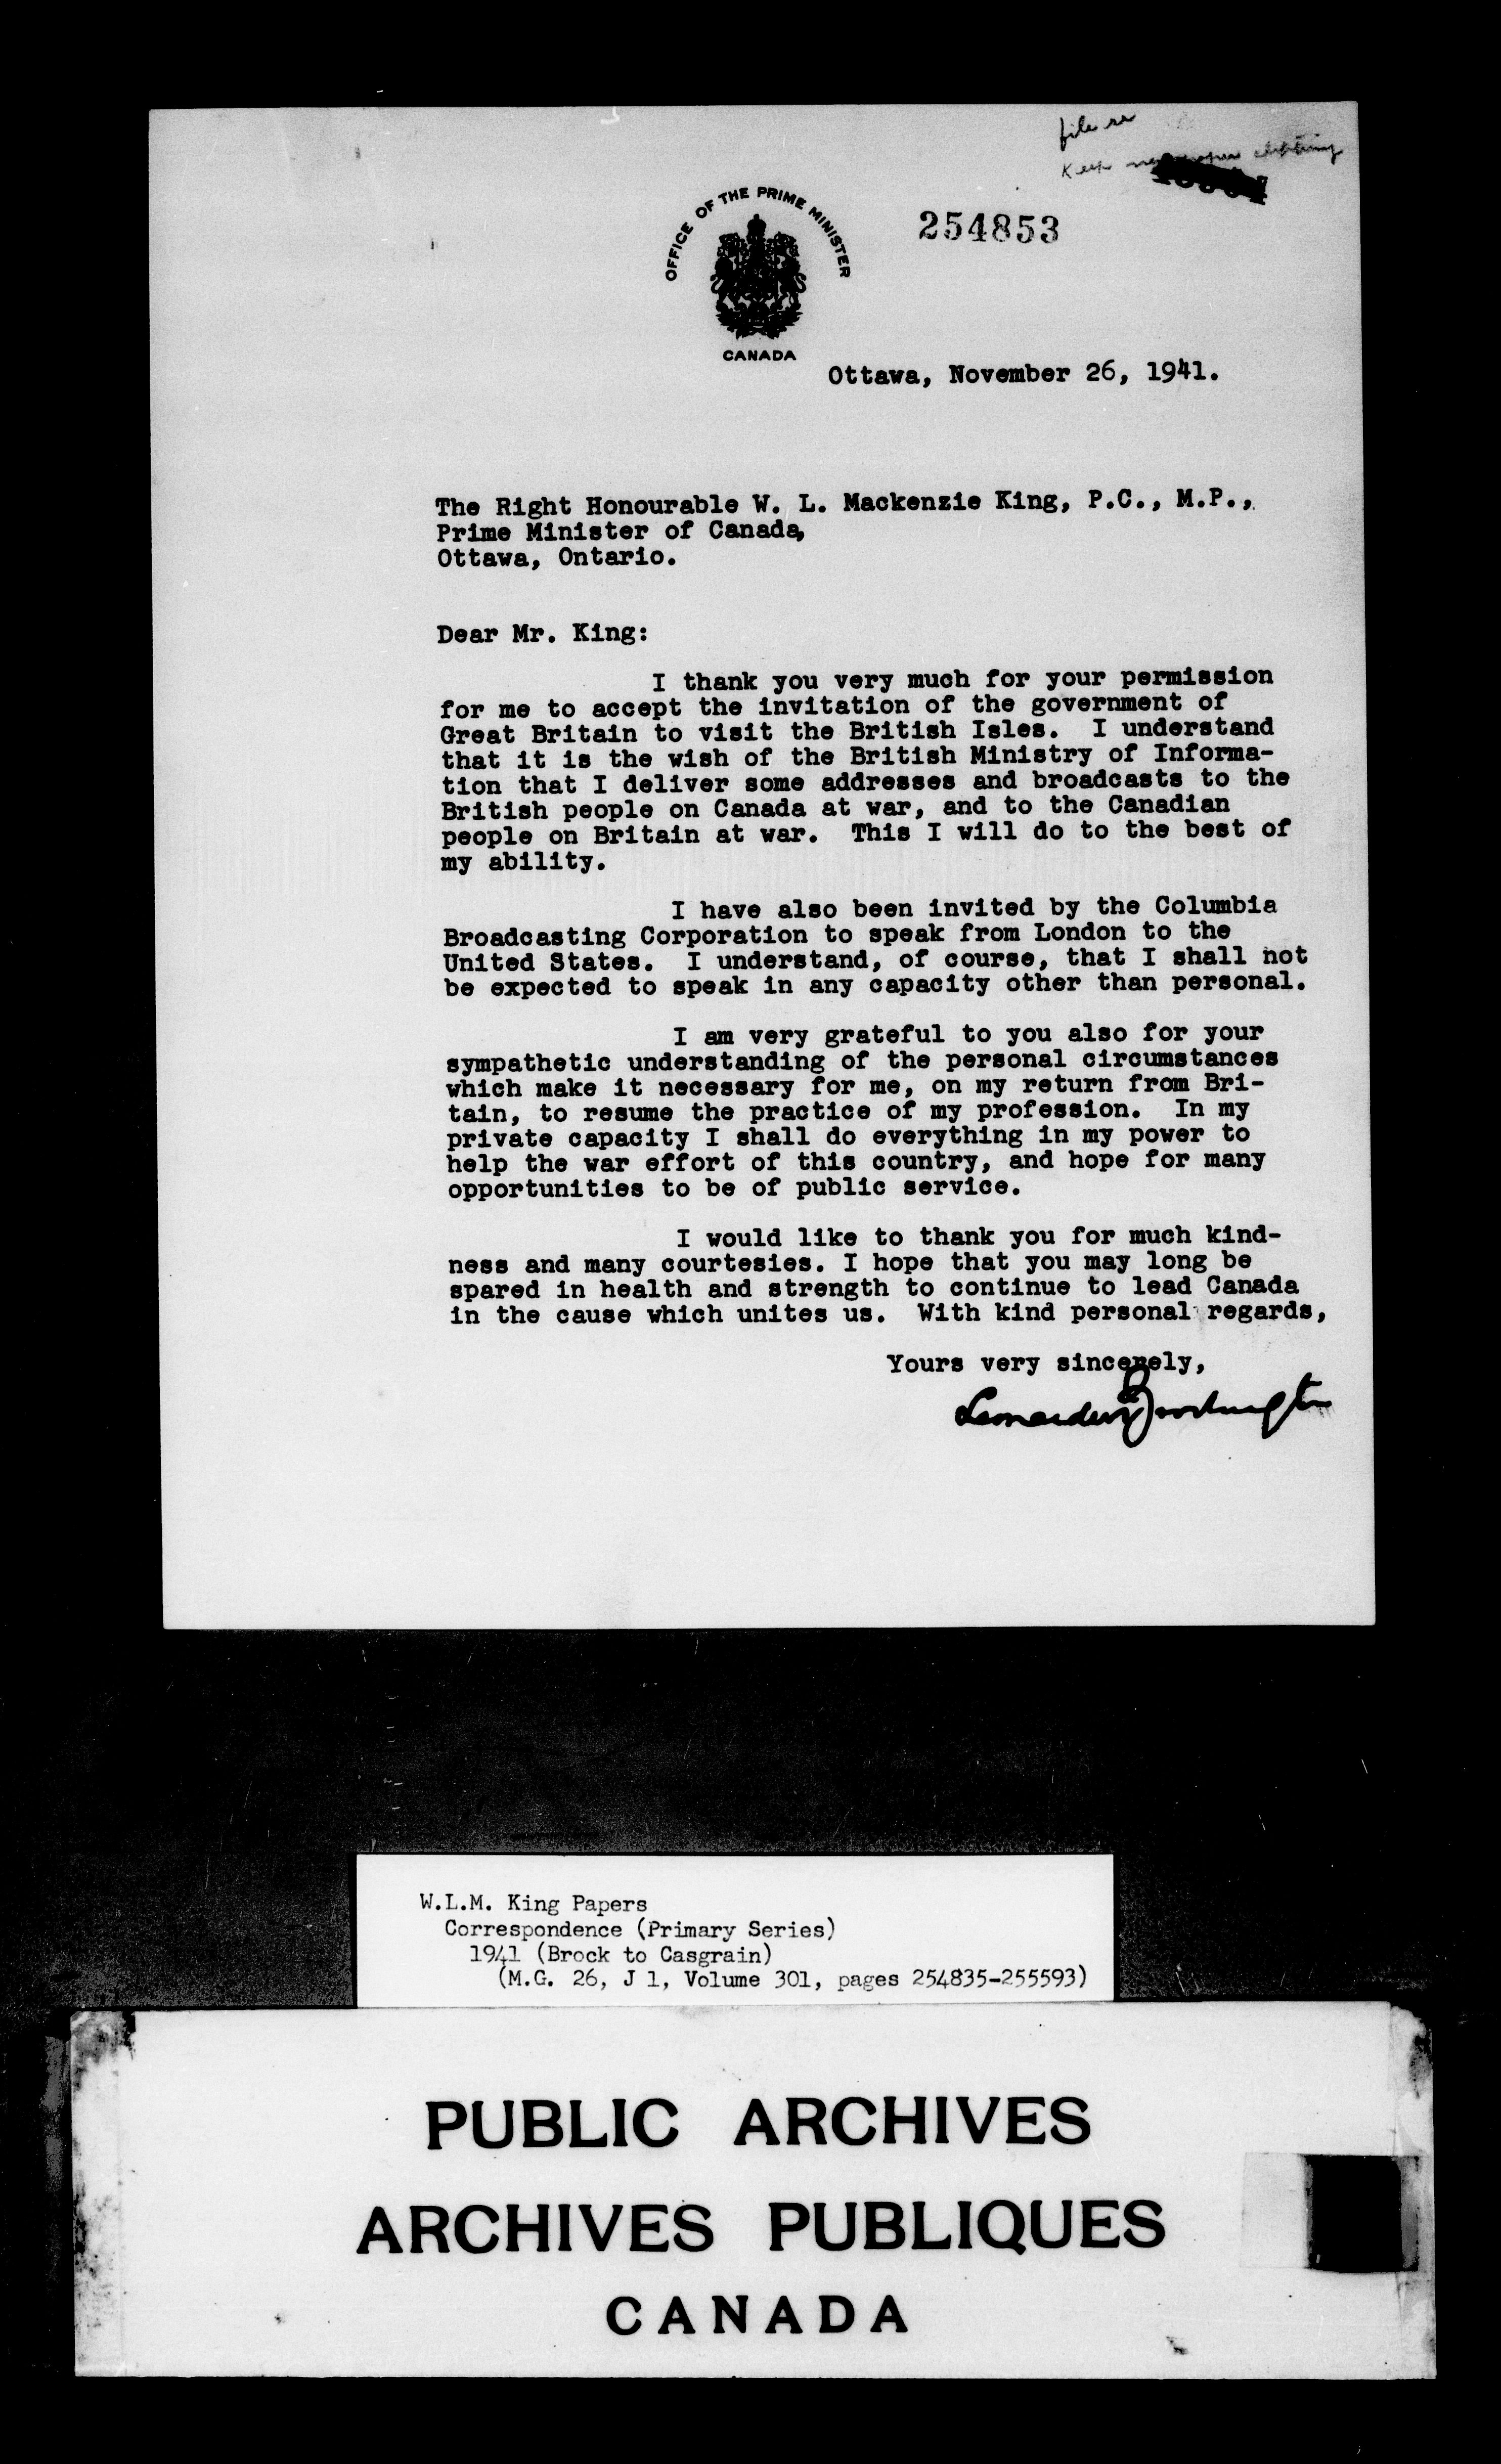 file re
Keep newspaper clipping
OFFICE OF THE PRIME MINISTER
CANADA
254853
Ottawa, November 26, 1941.
The Right Honourable W. L. Mackenzie King, P.C., M.P.,
Prime Minister of Canada,
Ottawa, Ontario.
Dear Mr. King:
I thank you very much for your permission
for me to accept the invitation of the government of
Great Britain to visit the British Isles. I understand
that it is the wish of the British Ministry of Informa-
tion that I deliver some addresses and broadcasts to the
British people on Canada at war, and to the Canadian
people on Britain at war. This I will do to the best of
my ability.
I have also been invited by the Columbia
Broadcasting Corporation to speak from London to the
United States. I understand, of course, that I shall not
be expected to speak in any capacity other than personal.
I am very grateful to you also for your
sympathetic understanding of the personal circumstances
which make it necessary for me, on my return from Bri-
tain, to resume the practice of my profession. In my
private capacity I shall do everything in my power to
help the war effort of this country, and hope for many
opportunities to be of public service.
I would like to thank you for much kind-
ness and many courtesies. I hope that you may long be
spared in health and strength to continue to lead Canada
in the cause which unites us. With kind personal regards,
Yours very sincerely,
Leonard W Brockington
W.L.M. King Papers
Correspondence (Primary Series)
1941 (Brock to Casgrain)
(M.G. 26, J 1, Volume 301, pages 254835-255593)
PUBLIC ARCHIVES
ARCHIVES PUBLIQUES
CANADA